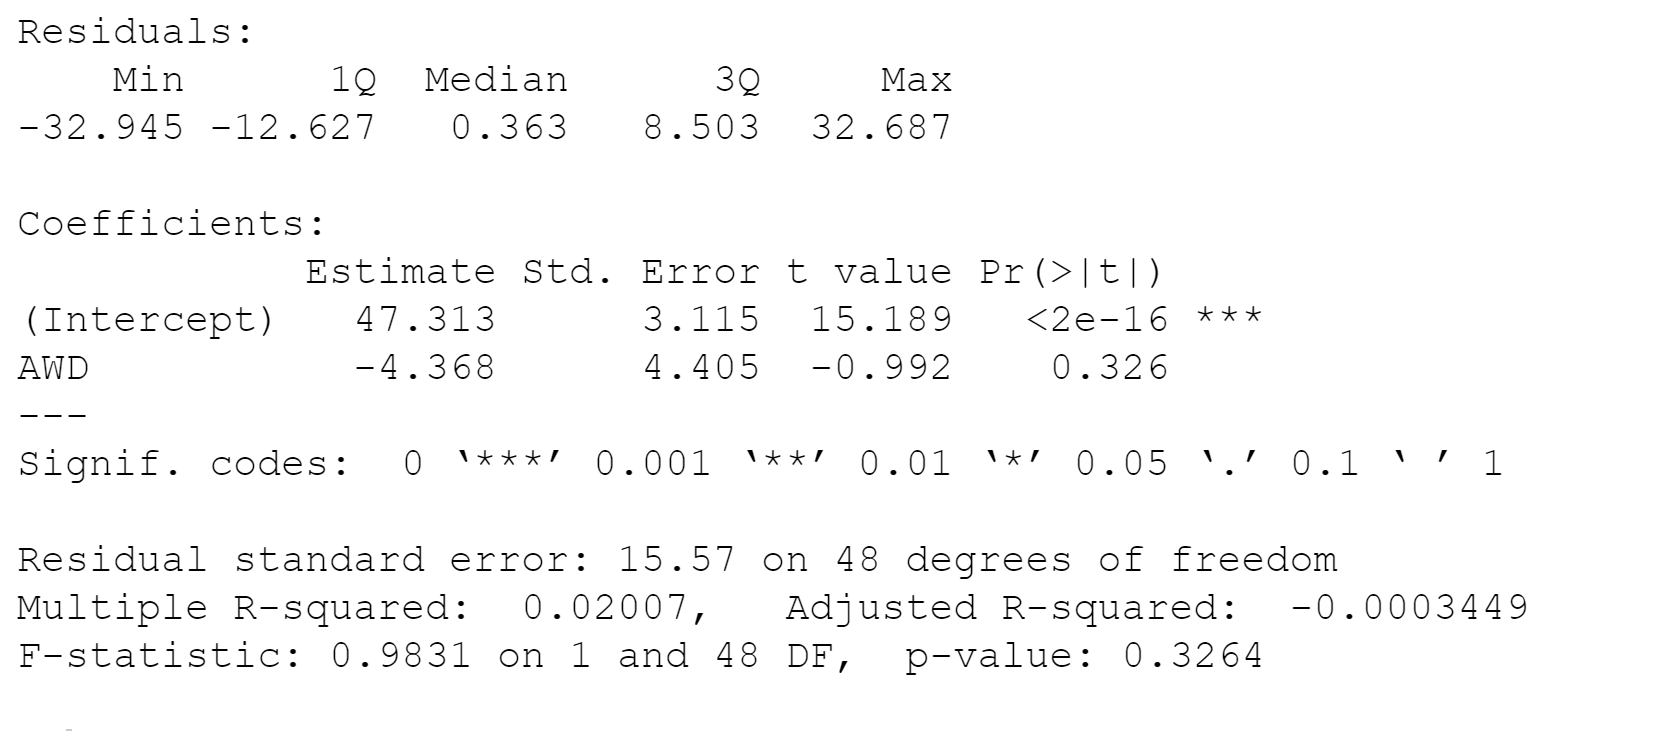 Residuals:
    Min      1Q  Median      3Q     Max
-32.945 -12.627   0.363   8.503  32.687

Coefficients:
            Estimate Std. Error t value Pr(>|t|)
(Intercept)   47.313      3.115  15.189   <2e-16 ***
AWD           -4.368      4.405  -0.992    0.326
---
Signif. codes:  0 ‘***’ 0.001 ‘**’ 0.01 ‘*’ 0.05 ‘.’ 0.1 ‘ ’ 1

Residual standard error: 15.57 on 48 degrees of freedom
Multiple R-squared:  0.02007,   Adjusted R-squared:  -0.0003449
F-statistic: 0.9831 on 1 and 48 DF,  p-value: 0.3264